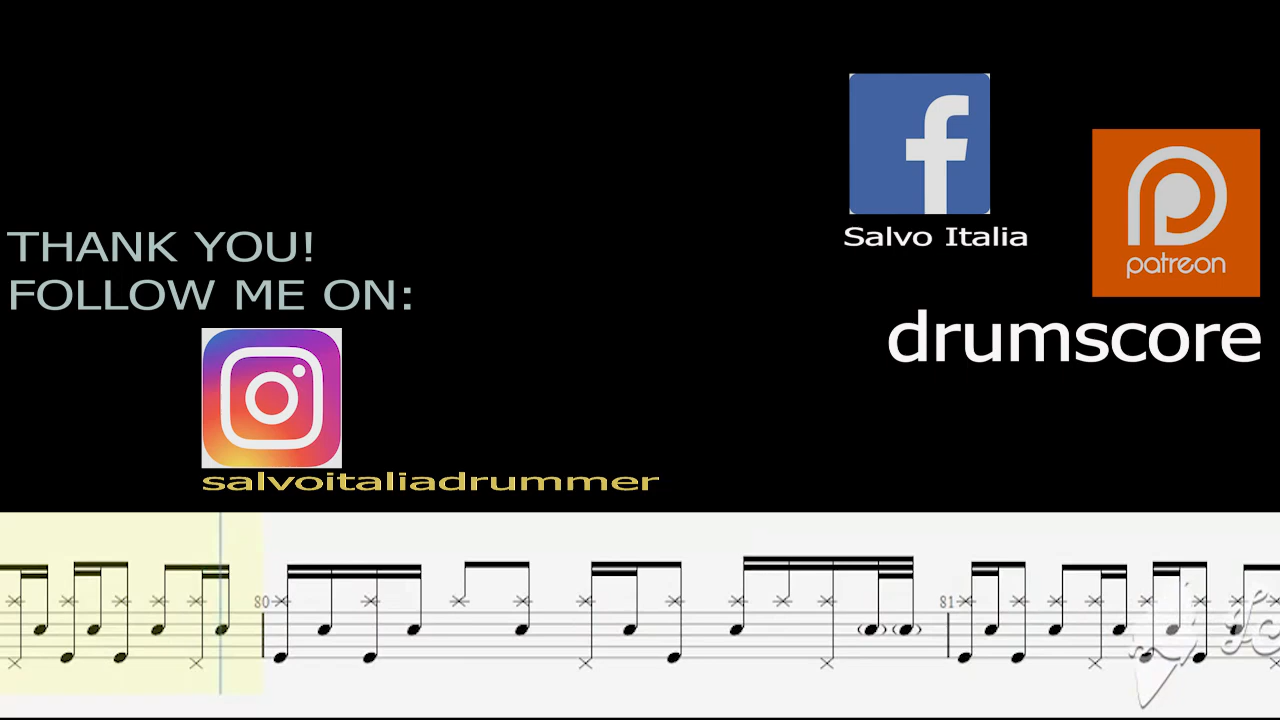 THANK YOU!
FOLLOW ME ON:
salvoitaliadrummer
Salvo Italia
patreon
drumscore
80
81